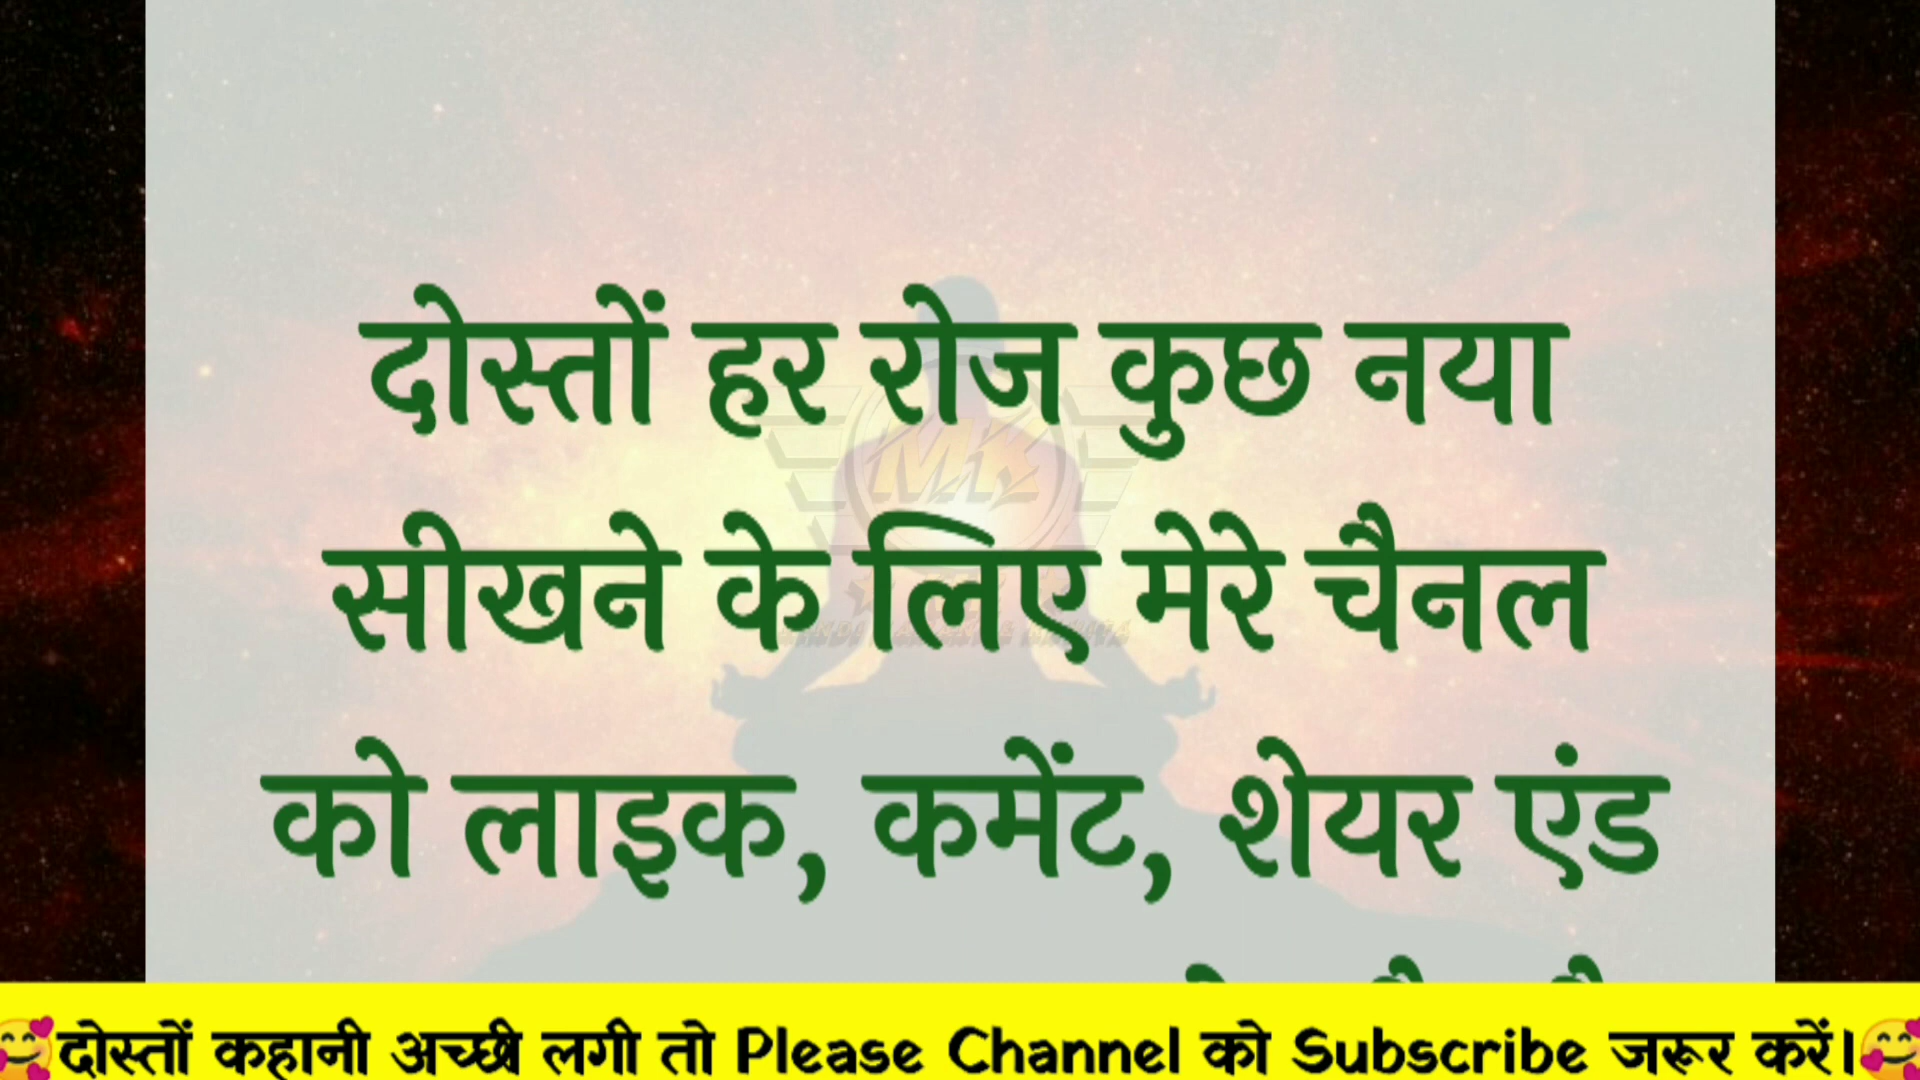 दोस्तों हर रोज कुछ नया
सीखने के लिए मेरे चैनल
को लाइक, कमेंट, शेयर एंड
🥰दोस्तों कहानी अच्छी लगी तो Please Channel को Subscribe जरूर करें।🥰